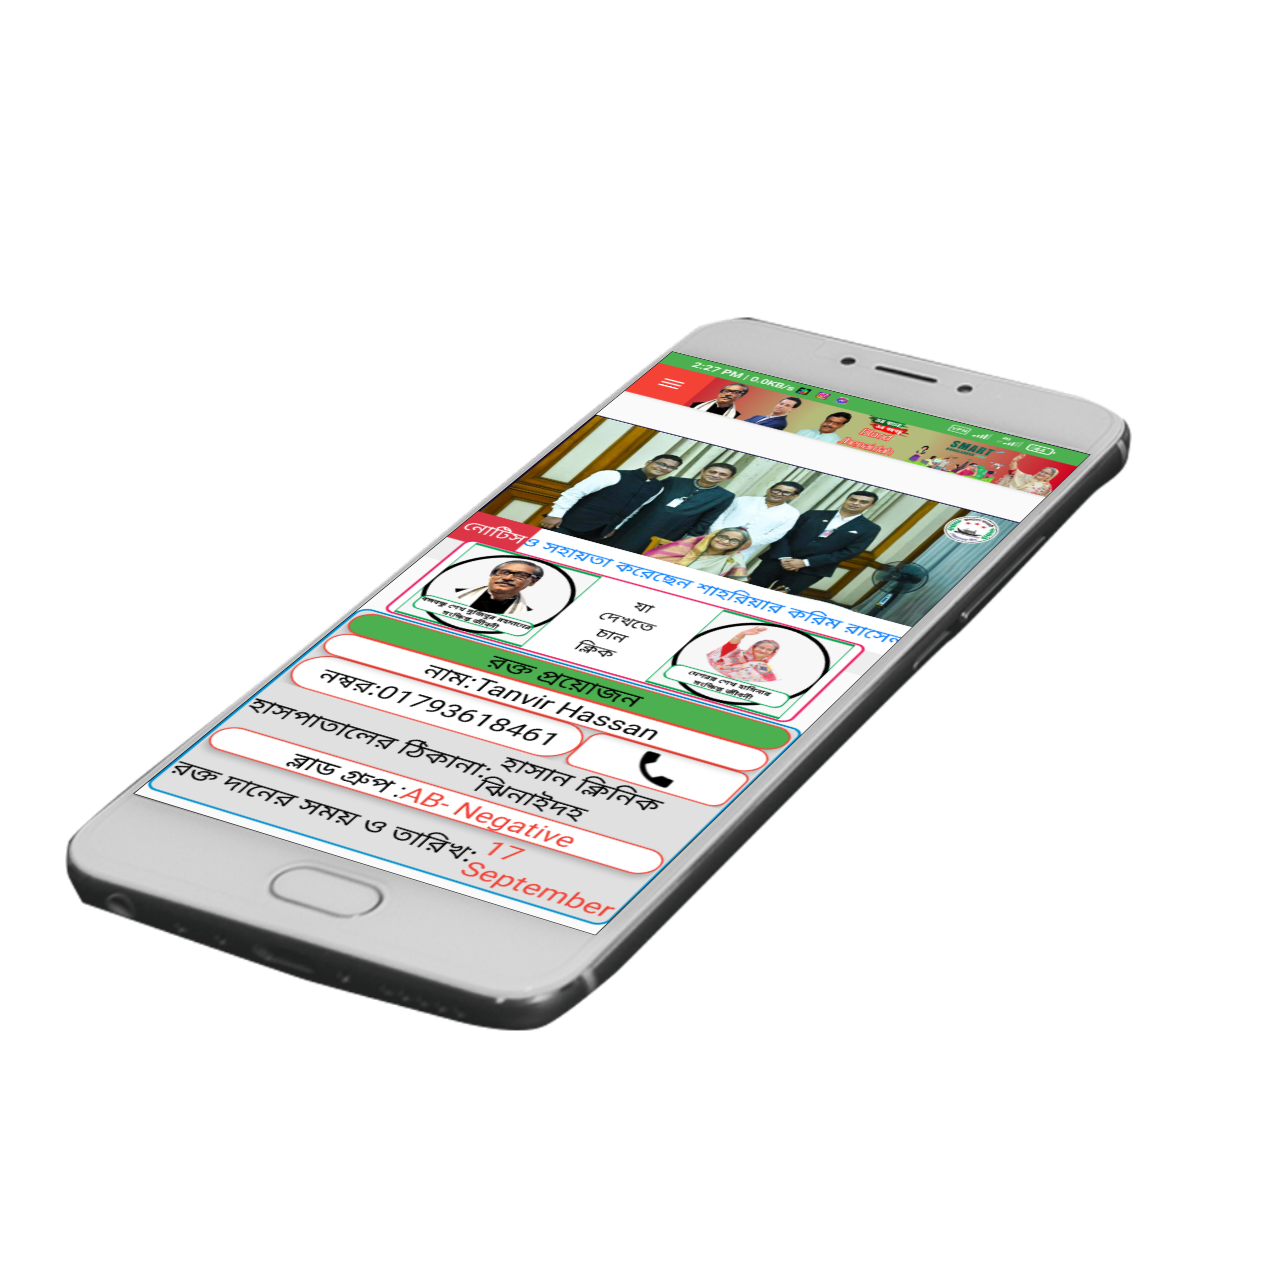 2:27 PM | 0.0KB/s
SMART
নোটিস
ও সহায়তা করেছেন শাহরিয়ার করিম রাসেল
বঙ্গবন্ধু শেখ মুজিবুর রহমানের
সংক্ষিপ্ত জীবনী
যা
দেখতে
চান
ক্লিক
দেশরত্ন শেখ হাসিনার
সংক্ষিপ্ত জীবনী
রক্ত প্রয়োজন
নাম:Tanvir Hassan
নম্বর:01793618461
হাসপাতালের ঠিকানা: হাসান ক্লিনিক
ঝিনাইদহ
ব্লাড গ্রুপ :AB- Negative
রক্ত দানের সময় ও তারিখ: 17
September